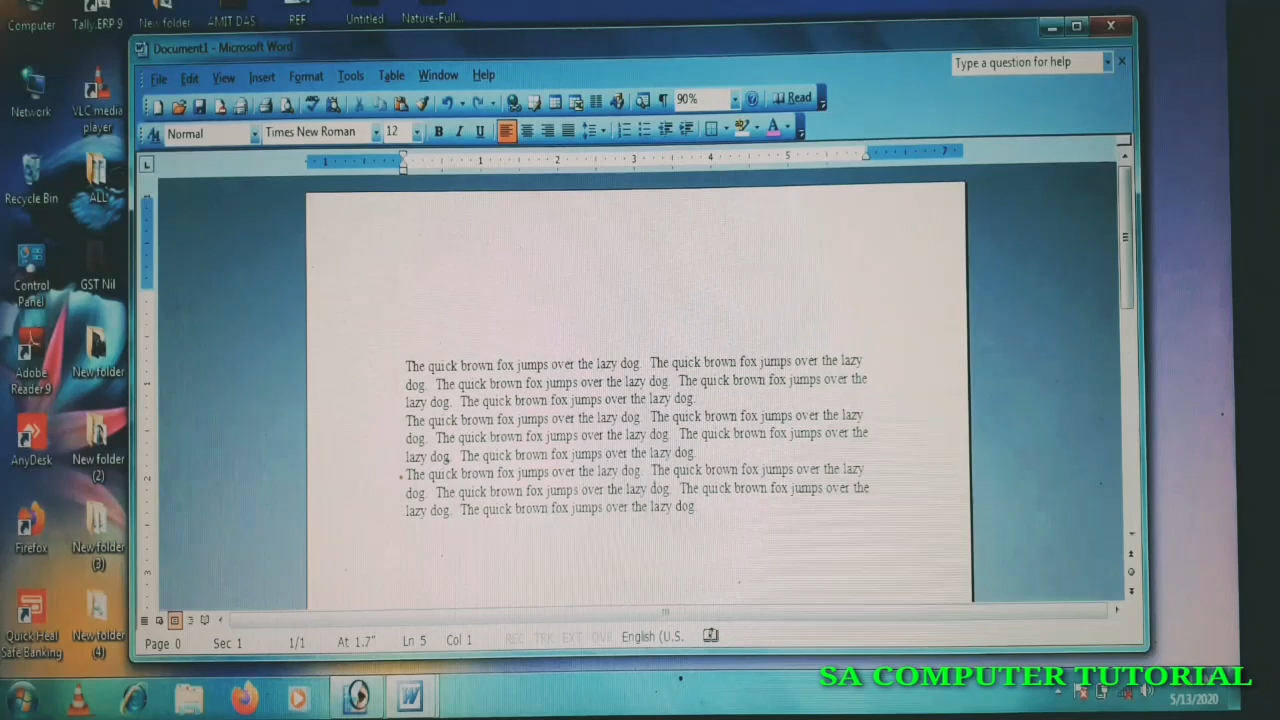 Computer
Tally.ERP 9
New folder
AMIT DAS
REF
Untitled
Nature-Full...
Document1 - Microsoft Word
File Edit View Insert Format Tools Table Window Help
Type a question for help
90%
Read
Normal
Times New Roman
12
B I U
1 1 2 3 4 5 7
Network
VLC media
player
Recycle Bin
ALL
Control
Panel
GST Nil
Adobe
Reader 9
New folder
AnyDesk
New folder
(2)
Firefox
New folder
(3)
Quick Heal
Safe Banking
New folder
(4)
The quick brown fox jumps over the lazy dog. The quick brown fox jumps over the lazy
dog. The quick brown fox jumps over the lazy dog. The quick brown fox jumps over the
lazy dog. The quick brown fox jumps over the lazy dog.
The quick brown fox jumps over the lazy dog. The quick brown fox jumps over the lazy
dog. The quick brown fox jumps over the lazy dog. The quick brown fox jumps over the
lazy dog. The quick brown fox jumps over the lazy dog.
The quick brown fox jumps over the lazy dog. The quick brown fox jumps over the lazy
dog. The quick brown fox jumps over the lazy dog. The quick brown fox jumps over the
lazy dog. The quick brown fox jumps over the lazy dog.
1
2
3
Page 0 Sec 1 1/1 At 1.7" Ln 5 Col 1 REC TRK EXT OVR English (U.S.
SA COMPUTER TUTORIAL
5/13/2020